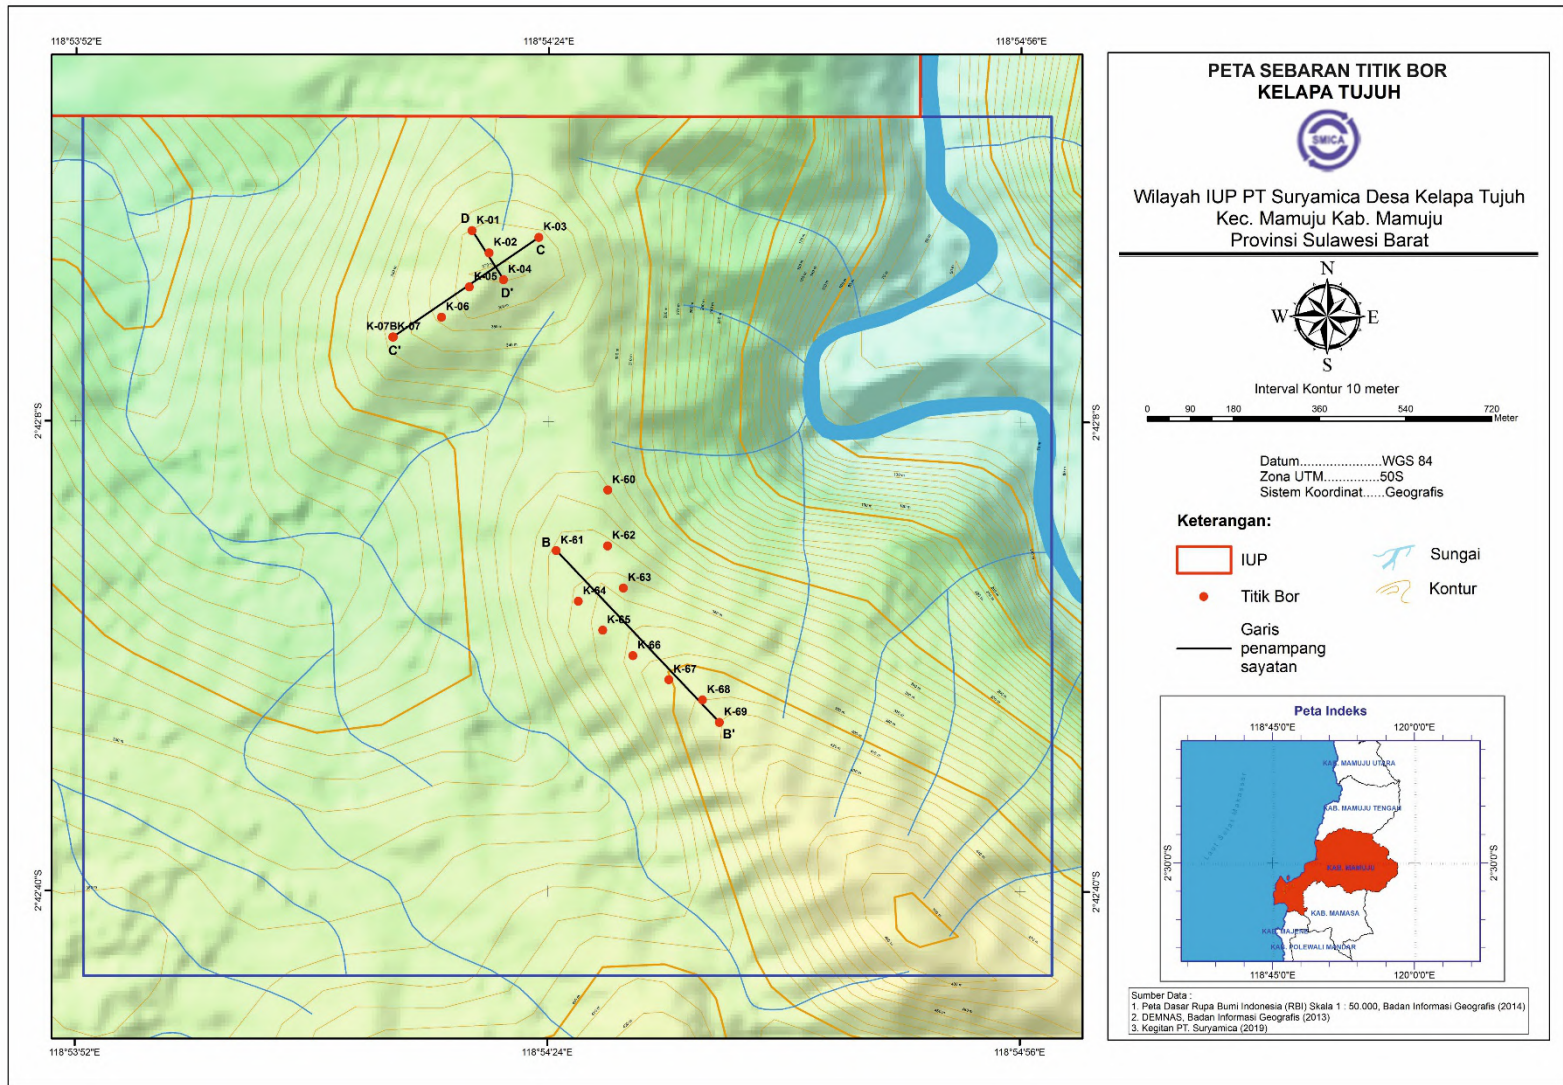 118°53'52"E
118°54'24"E
118°54'56"E
D
K-01
K-03
K-02
C
K-04
K-05
D'
K-06
K-07BK-07
C'
2°42'8"S
2°42'8"S
K-60
K-62
B
K-61
K-63
K-64
K-65
K-66
K-67
K-68
K-69
B'
2°42'40"S
2°42'40"S
118°53'52"E
118°54'24"E
118°54'56"E
PETA SEBARAN TITIK BOR
KELAPA TUJUH
SMICA
Wilayah IUP PT Suryamica Desa Kelapa Tujuh
Kec. Mamuju Kab. Mamuju
Provinsi Sulawesi Barat
N
W
E
S
Interval Kontur 10 meter
0 90 180 360 540 720
Meter
Datum....................WGS 84
Zona UTM...............50S
Sistem Koordinat......Geografis
Keterangan:
IUP
Sungai
Titik Bor
Kontur
Garis
penampang
sayatan
Peta Indeks
118°45'0"E
120°0'0"E
KAB. MAMUJU UTARA
KAB. MAMUJU TENGAH
2°30'0"S
2°30'0"S
KAB. MAMUJU
KAB. MAMASA
KAB. POLEWALI MANDAR
118°45'0"E
120°0'0"E
Sumber Data :
1. Peta Dasar Rupa Bumi Indonesia (RBI) Skala 1 : 50.000, Badan Informasi Geografis (2014)
2. DEMNAS, Badan Informasi Geografis (2013)
3. Kegitan PT. Suryamica (2019)